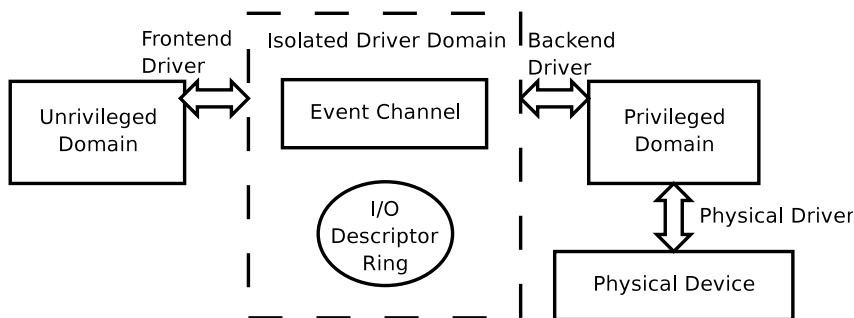 Frontend
Driver
Isolated Driver Domain
Backend
Driver
Unrivileged
Domain
Event Channel
Privileged
Domain
I/O
Descriptor
Ring
Physical Driver
Physical Device